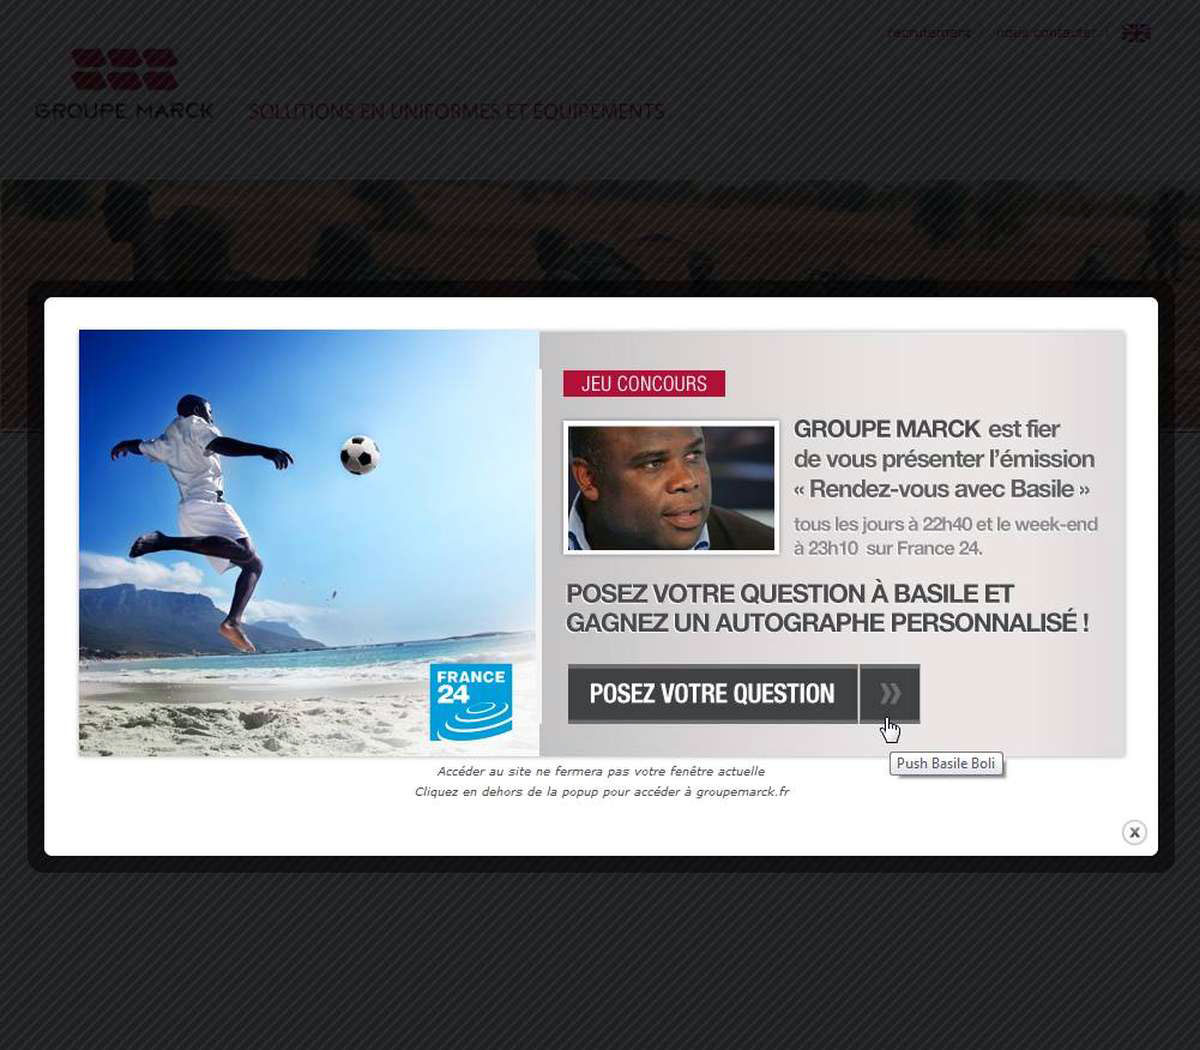 recrutement
nous contacter
GROUPE MARCK
SOLUTIONS EN UNIFORMES ET ÉQUIPEMENTS
JEU CONCOURS
GROUPE MARCK est fier
de vous présenter l'émission
« Rendez-vous avec Basile »
tous les jours à 22h40 et le week-end
à 23h10 sur France 24.
POSEZ VOTRE QUESTION À BASILE ET
GAGNEZ UN AUTOGRAPHE PERSONNALISÉ !
FRANCE
24
POSEZ VOTRE QUESTION »
Push Basile Boli
Accéder au site ne fermera pas votre fenêtre actuelle
Cliquez en dehors de la popup pour accéder à groupemarck.fr
x